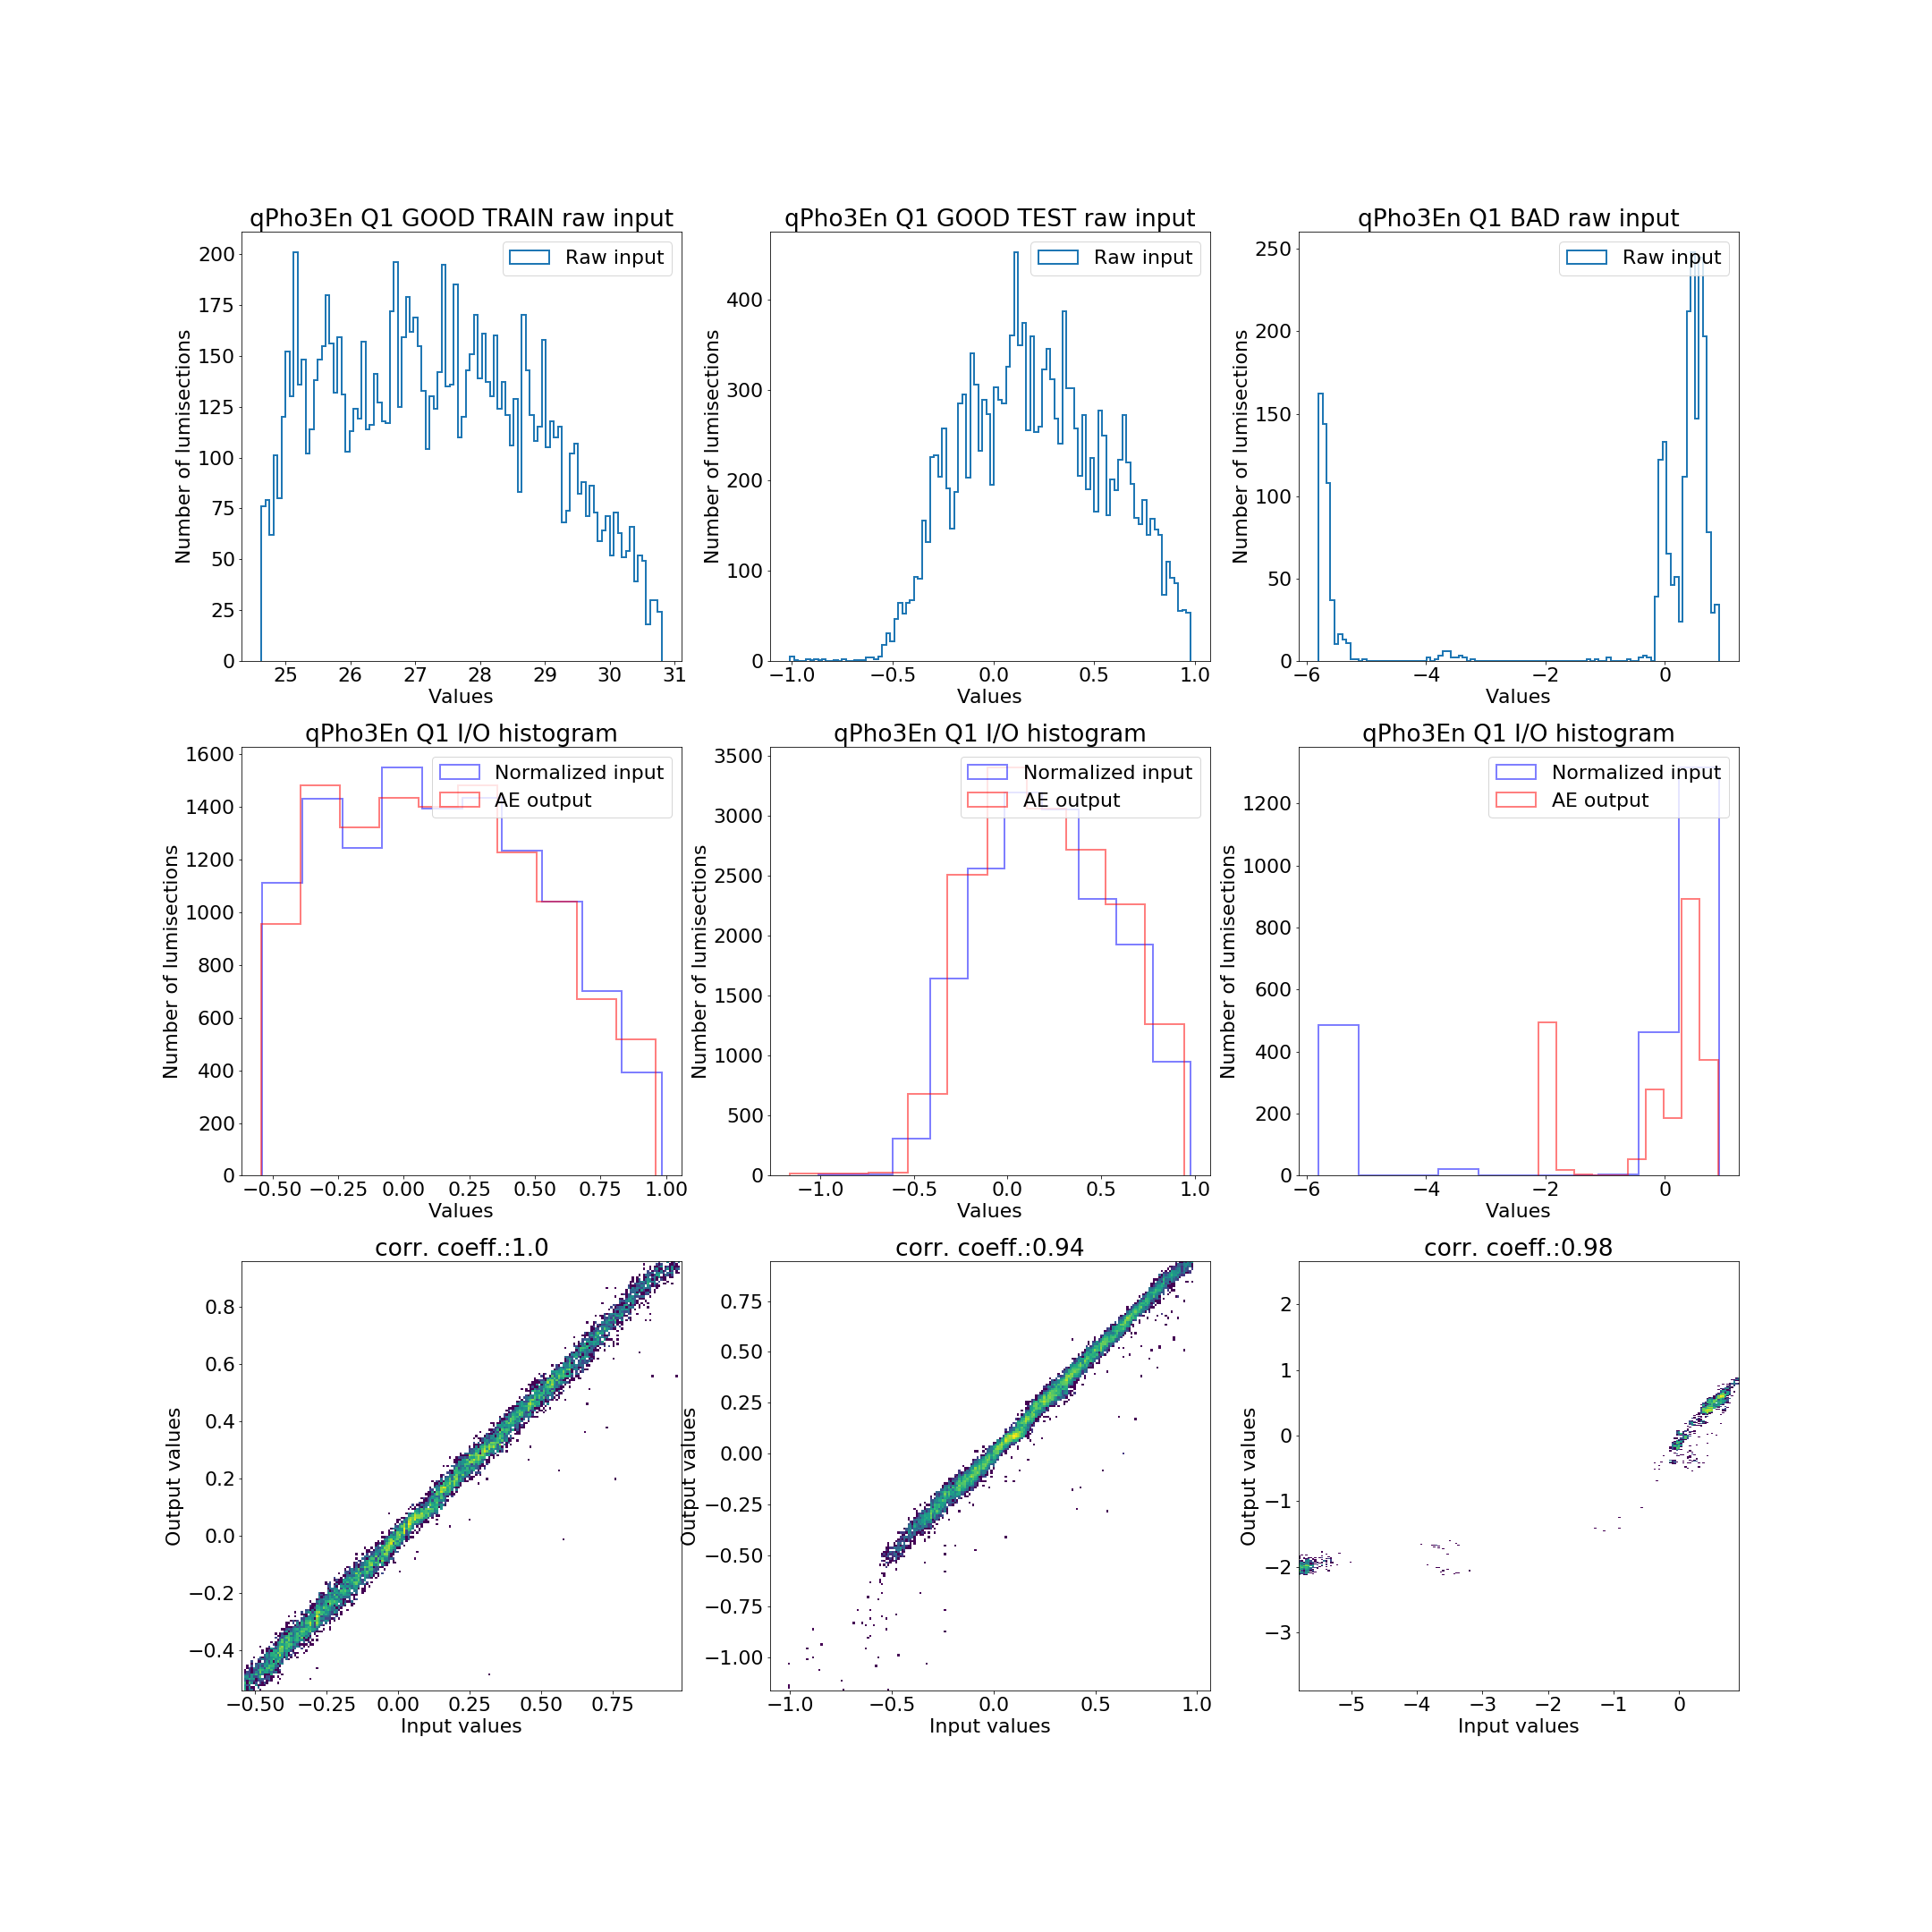 qPho3En Q1 GOOD TRAIN raw input
Raw input
Number of lumisections
200
175
150
125
100
75
50
25
0
25 26 27 28 29 30 31
Values
qPho3En Q1 GOOD TEST raw input
Raw input
Number of lumisections
400
300
200
100
0
−1.0 −0.5 0.0 0.5 1.0
Values
qPho3En Q1 BAD raw input
Raw input
Number of lumisections
250
200
150
100
50
0
−6 −4 −2 0
Values
qPho3En Q1 I/O histogram
Normalized input
AE output
Number of lumisections
1600
1400
1200
1000
800
600
400
200
0
−0.50 −0.25 0.00 0.25 0.50 0.75 1.00
Values
qPho3En Q1 I/O histogram
Normalized input
AE output
Number of lumisections
3500
3000
2500
2000
1500
1000
500
0
−1.0 −0.5 0.0 0.5 1.0
Values
qPho3En Q1 I/O histogram
Normalized input
AE output
Number of lumisections
1200
1000
800
600
400
200
0
−6 −4 −2 0
Values
corr. coeff.:1.0
Output values
0.8
0.6
0.4
0.2
0.0
−0.2
−0.4
−0.50 −0.25 0.00 0.25 0.50 0.75
Input values
corr. coeff.:0.94
Output values
0.75
0.50
0.25
0.00
−0.25
−0.50
−0.75
−1.00
−1.0 −0.5 0.0 0.5 1.0
Input values
corr. coeff.:0.98
Output values
2
1
0
−1
−2
−3
−5 −4 −3 −2 −1 0
Input values